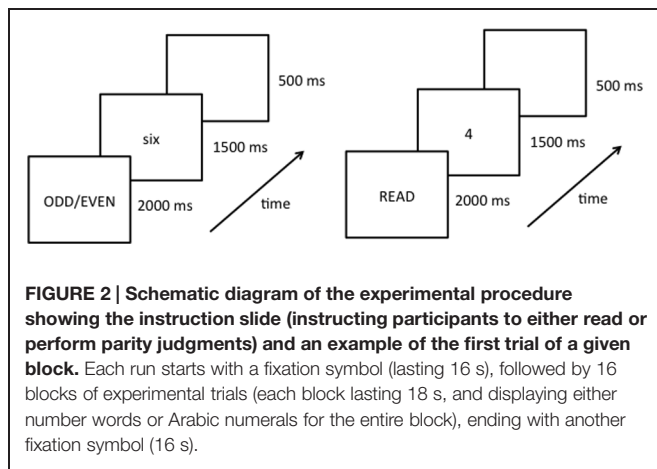 500 ms
six
1500 ms
ODD/EVEN
2000 ms
time
500 ms
4
1500 ms
READ
2000 ms
time
FIGURE 2 | Schematic diagram of the experimental procedure
showing the instruction slide (instructing participants to either read or
perform parity judgments) and an example of the first trial of a given
block. Each run starts with a fixation symbol (lasting 16 s), followed by 16
blocks of experimental trials (each block lasting 18 s, and displaying either
number words or Arabic numerals for the entire block), ending with another
fixation symbol (16 s).